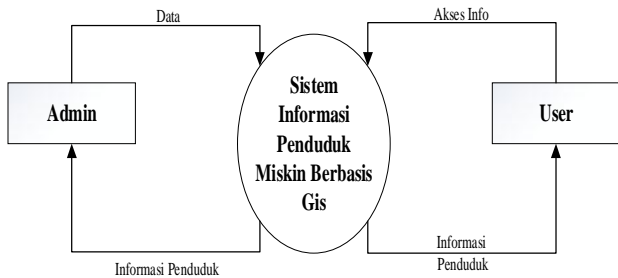 Data
Akses Info
Admin
Sistem
Informasi
Penduduk
Miskin Berbasis
Gis
User
Informasi Penduduk
Informasi
Penduduk